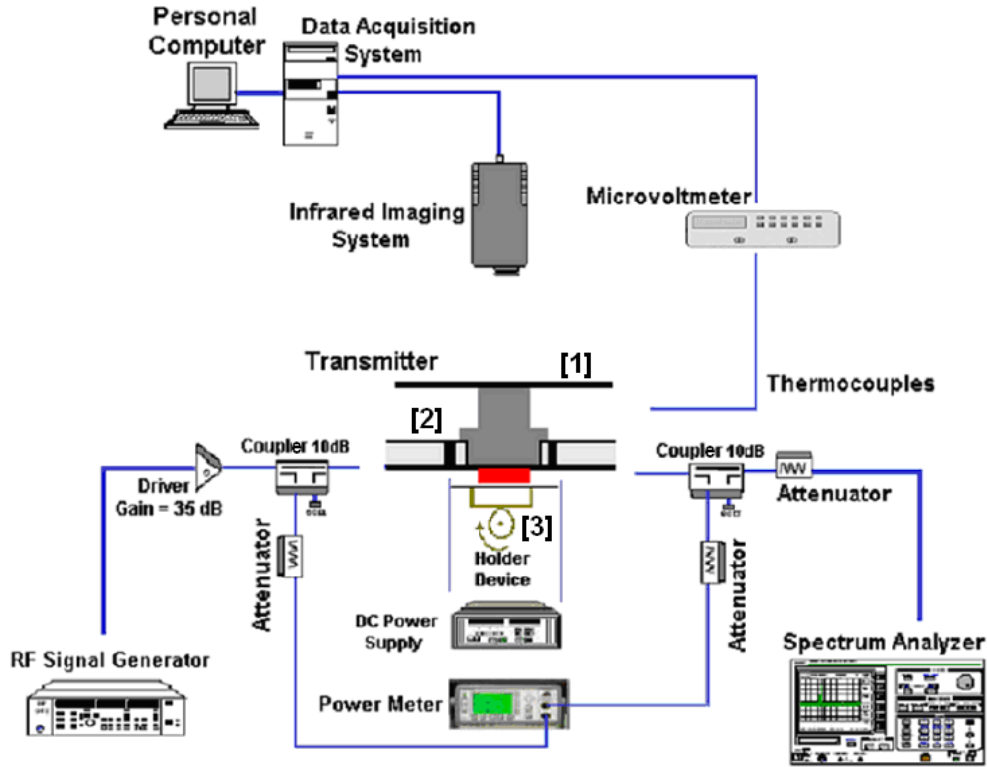 Personal
Computer
Data Acquisition
System
Infrared Imaging
System
Microvoltmeter
Transmitter
[1]
Thermocouples
[2]
Coupler 10dB
Coupler 10dB
Driver
Gain = 35 dB
Attenuator
[3]
Holder
Device
Attenuator
Attenuator
DC Power
Supply
RF Signal Generator
Power Meter
Spectrum Analyzer